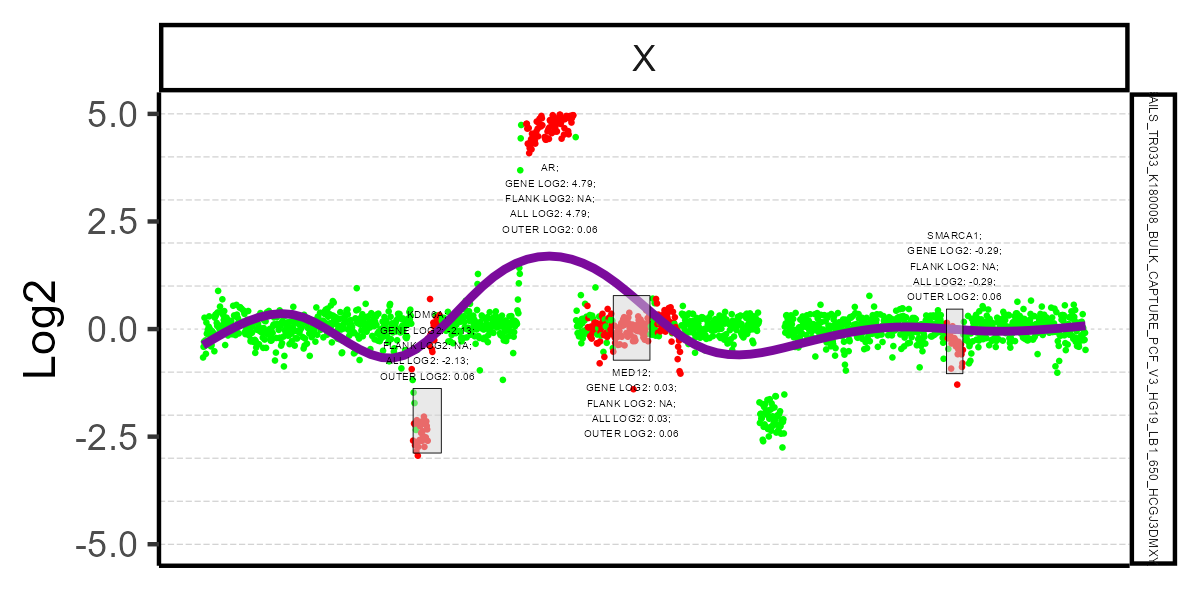 X
5.0
2.5
0.0
-2.5
-5.0
Log2
AR;
GENE LOG2: 4.79;
FLANK LOG2: NA;
ALL LOG2: 4.79;
OUTER LOG2: 0.06
SMARCA1;
GENE LOG2: -0.29;
FLANK LOG2: NA;
ALL LOG2: -0.29;
OUTER LOG2: 0.06
KDM6A;
GENE LOG2: -2.13;
FLANK LOG2: NA;
ALL LOG2: -2.13;
OUTER LOG2: 0.06
MED12;
GENE LOG2: 0.03;
FLANK LOG2: NA;
ALL LOG2: 0.03;
OUTER LOG2: 0.06
AILS_TR033_K180008_BULK_CAPTURE_PCF_V3_HG19_LB1_650_HCGJ3DMXY